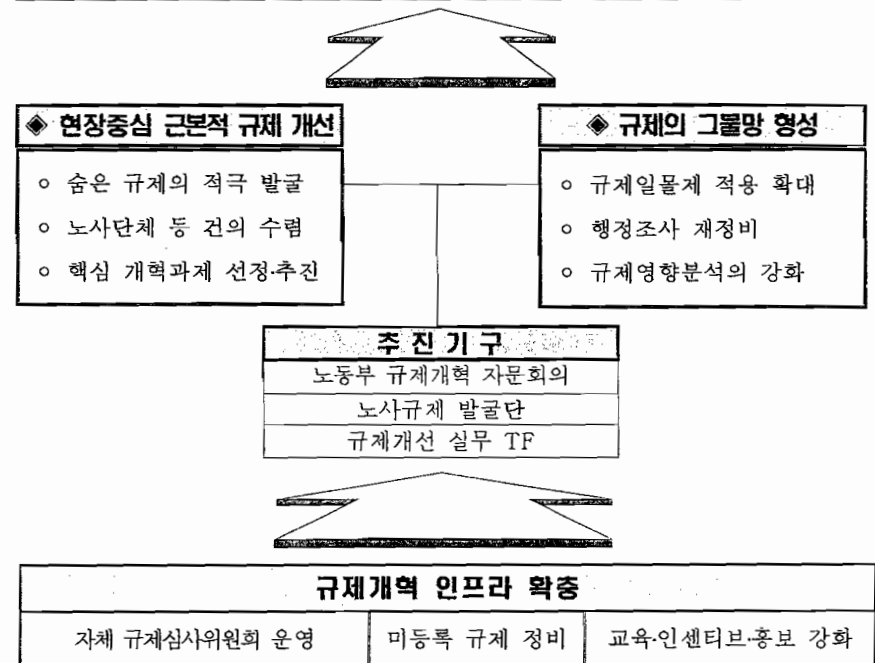 ◈ 현장중심 근본적 규제 개선
○ 숨은 규제의 적극 발굴
○ 노사단체 등 건의 수렴
○ 핵심 개혁과제 선정·추진
◈ 규제의 그물망 형성
○ 규제일몰제 적용 확대
○ 행정조사 재정비
○ 규제영향분석의 강화
추 진 기 구
노동부 규제개혁 자문회의
노사규제 발굴단
규제개선 실무 TF
규제개혁 인프라 확충
자체 규제심사위원회 운영
미등록 규제 정비
교육·인센티브·홍보 강화